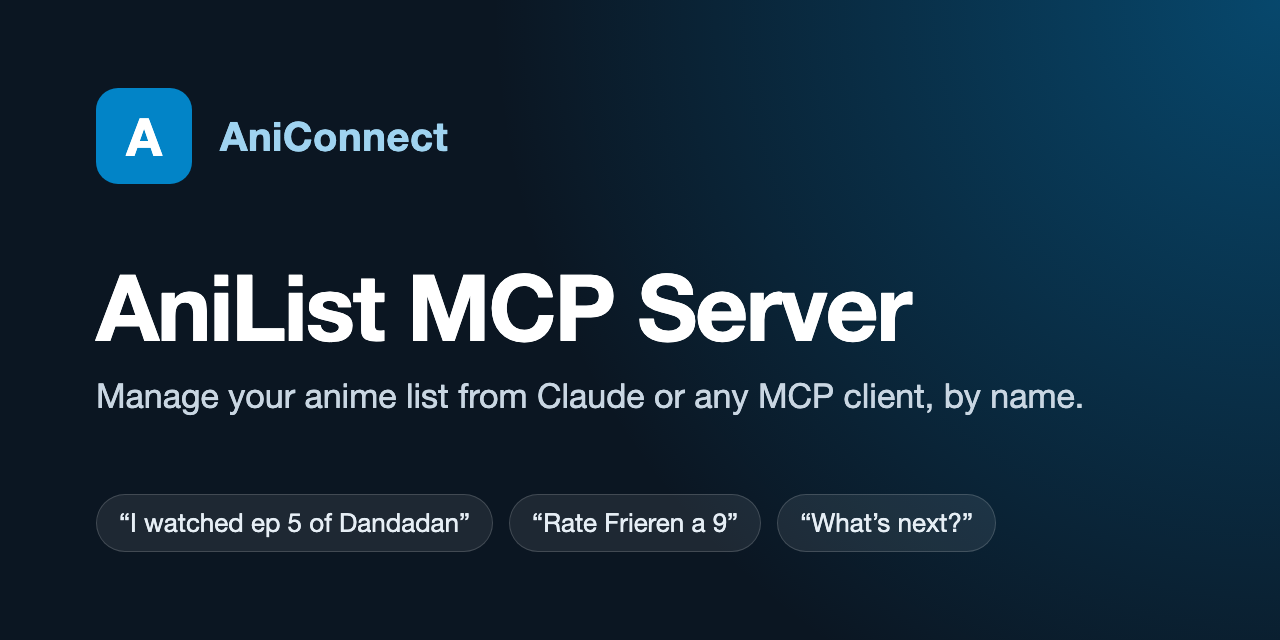 A
AniConnect
AniList MCP Server
Manage your anime list from Claude or any MCP client, by name.
“I watched ep 5 of Dandadan” “Rate Frieren a 9” “What’s next?”